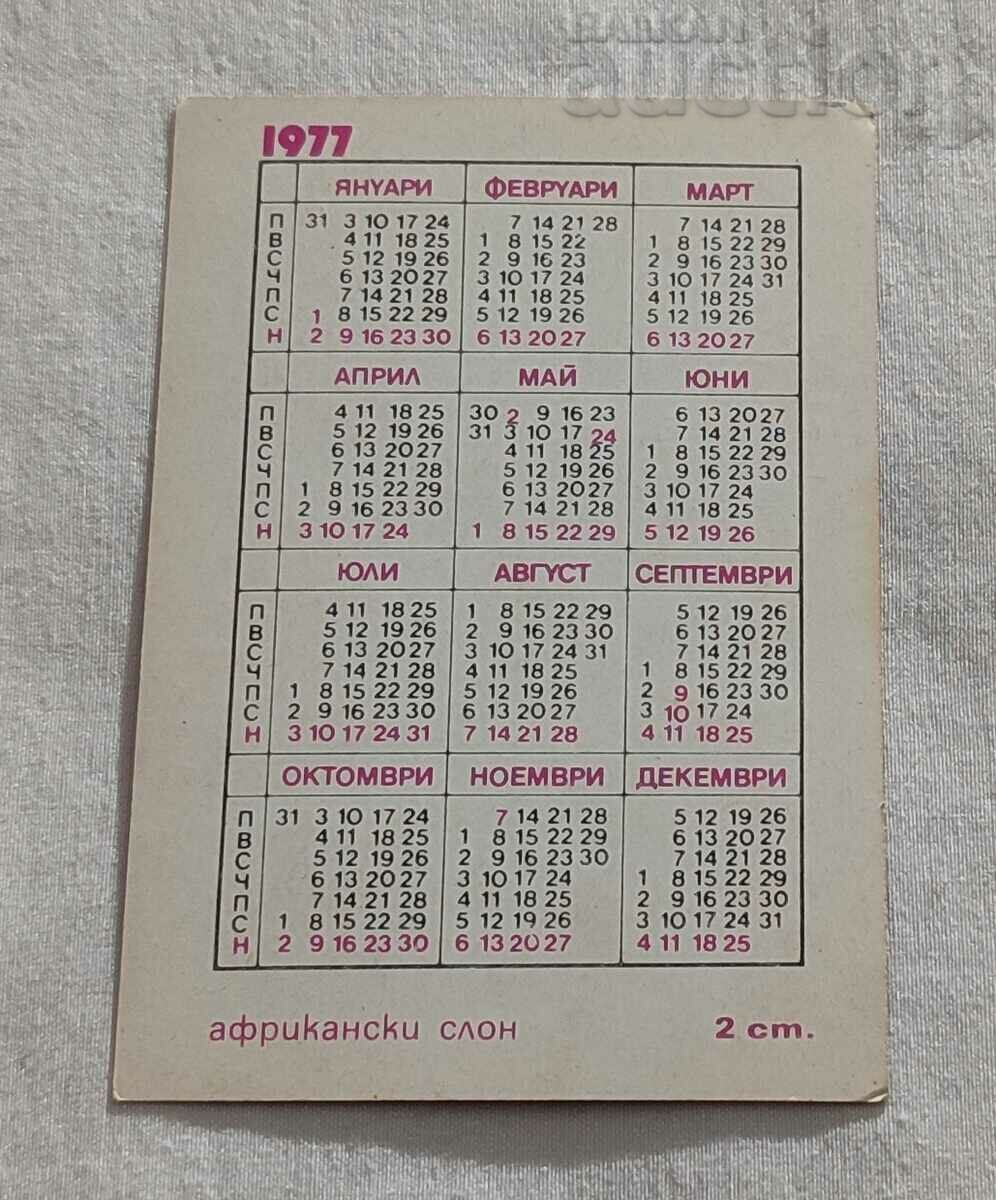 1977
ЯНУАРИ ФЕВРУАРИ МАРТ
П 31 3 10 17 24 7 14 21 28 7 14 21 28
В 4 11 18 25 1 8 15 22 1 8 15 22 29
С 5 12 19 26 2 9 16 23 2 9 16 23 30
Ч 6 13 20 27 3 10 17 24 3 10 17 24 31
П 7 14 21 28 4 11 18 25 4 11 18 25
С 1 8 15 22 29 5 12 19 26 5 12 19 26
Н 2 9 16 23 30 6 13 20 27 6 13 20 27
АПРИЛ МАЙ ЮНИ
П 4 11 18 25 30 2 9 16 23 6 13 20 27
В 5 12 19 26 31 3 10 17 24 7 14 21 28
С 6 13 20 27 4 11 18 25 1 8 15 22 29
Ч 7 14 21 28 5 12 19 26 2 9 16 23 30
П 1 8 15 22 29 6 13 20 27 3 10 17 24
С 2 9 16 23 30 7 14 21 28 4 11 18 25
Н 3 10 17 24 1 8 15 22 29 5 12 19 26
ЮЛИ АВГУСТ СЕПТЕМВРИ
П 4 11 18 25 1 8 15 22 29 5 12 19 26
В 5 12 19 26 2 9 16 23 30 6 13 20 27
С 6 13 20 27 3 10 17 24 31 7 14 21 28
Ч 7 14 21 28 4 11 18 25 1 8 15 22 29
П 1 8 15 22 29 5 12 19 26 2 9 16 23 30
С 2 9 16 23 30 6 13 20 27 3 10 17 24
Н 3 10 17 24 31 7 14 21 28 4 11 18 25
ОКТОМВРИ НОЕМВРИ ДЕКЕМВРИ
П 31 3 10 17 24 7 14 21 28 5 12 19 26
В 4 11 18 25 1 8 15 22 29 6 13 20 27
С 5 12 19 26 2 9 16 23 30 7 14 21 28
Ч 6 13 20 27 3 10 17 24 1 8 15 22 29
П 7 14 21 28 4 11 18 25 2 9 16 23 30
С 1 8 15 22 29 5 12 19 26 3 10 17 24 31
Н 2 9 16 23 30 6 13 20 27 4 11 18 25
африкански слон 2 ст.